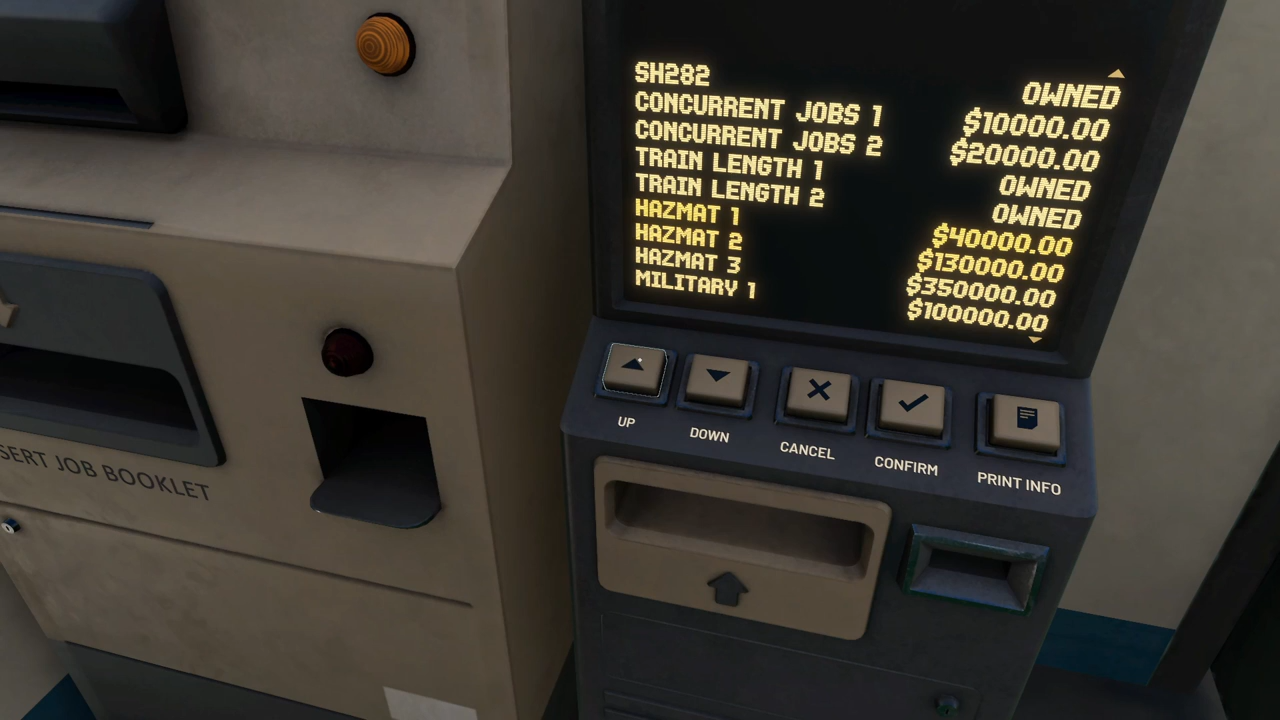 SH282 OWNED
CONCURRENT JOBS 1 $10000.00
CONCURRENT JOBS 2 $20000.00
TRAIN LENGTH 1 OWNED
TRAIN LENGTH 2 OWNED
HAZMAT 1 $40000.00
HAZMAT 2 $130000.00
HAZMAT 3 $350000.00
MILITARY 1 $100000.00
UP
DOWN
CANCEL
CONFIRM
PRINT INFO
SERT JOB BOOKLET